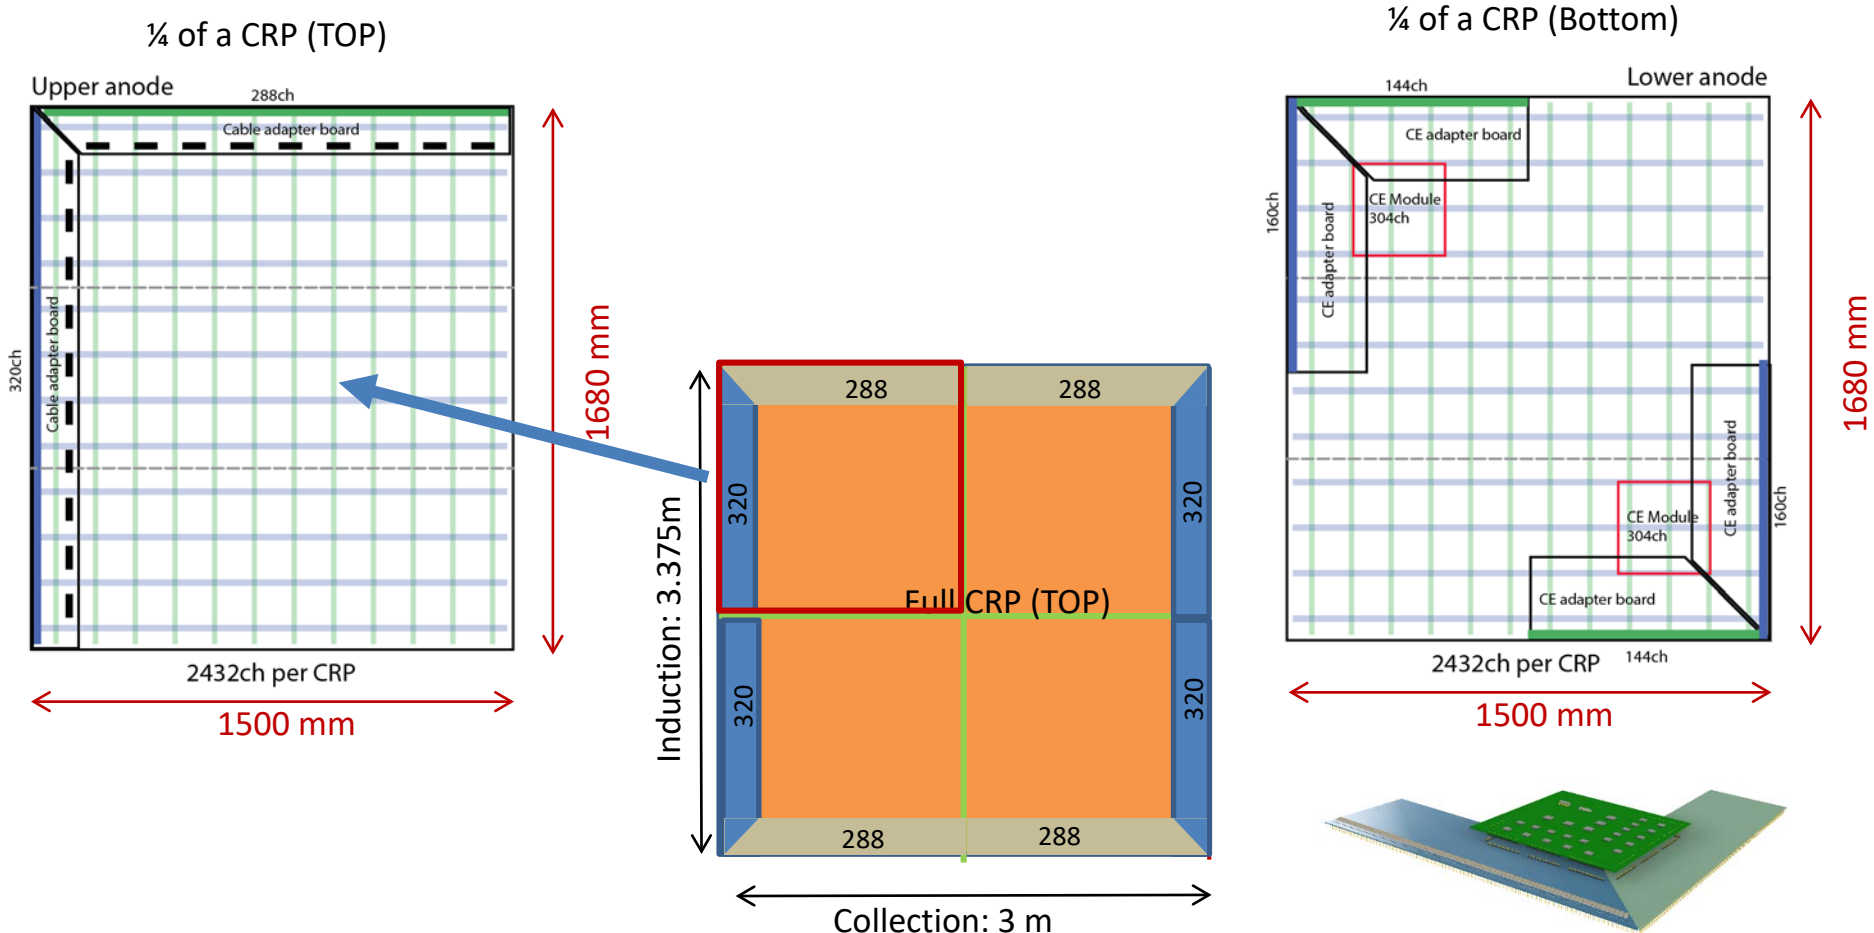 ¼ of a CRP (TOP)
Upper anode
288ch
Cable adapter board
320ch
Cable adapter board
1680 mm
2432ch per CRP
1500 mm
288
288
320
320
Full CRP (TOP)
Induction: 3.375m
320
320
288
288
Collection: 3 m
¼ of a CRP (Bottom)
Lower anode
144ch
CE adapter board
160ch
CE adapter board
CE Module
304ch
1680 mm
CE adapter board
160ch
CE Module
304ch
CE adapter board
144ch
2432ch per CRP
1500 mm